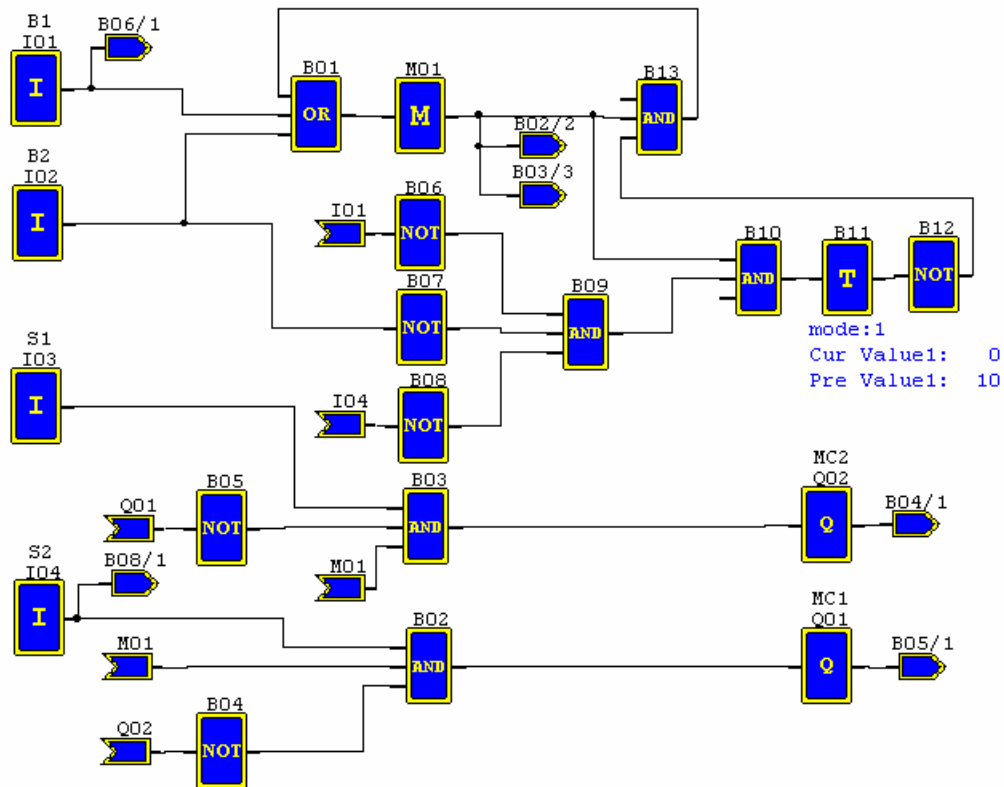 B1
I01
I
B06/1
B01
OR
M01
M
B13
AND
B02/2
B03/3
B2
I02
I
I01
B06
NOT
B10
AND
B11
T
B12
NOT
mode:1
Cur Value1: 0
Pre Value1: 10
B07
NOT
B09
AND
S1
I03
I
I04
B08
NOT
Q01
B05
NOT
B03
AND
M01
MC2
Q02
Q
B04/1
S2
I04
I
B08/1
M01
B02
AND
MC1
Q01
Q
B05/1
Q02
B04
NOT